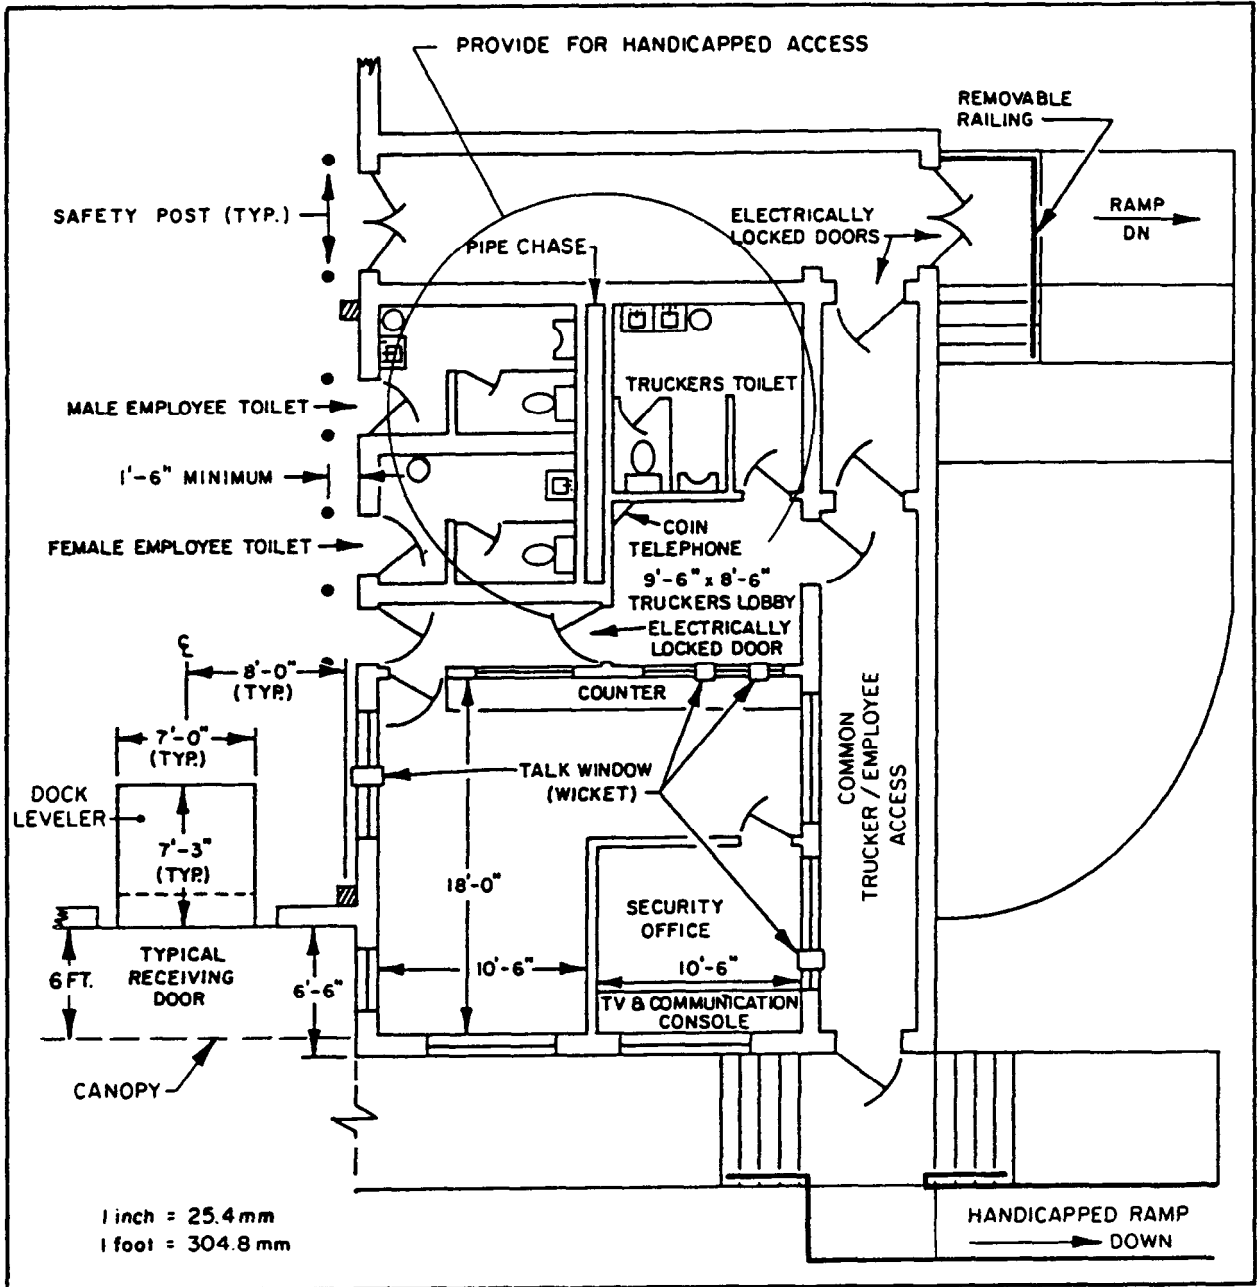 PROVIDE FOR HANDICAPPED ACCESS
REMOVABLE
RAILING
SAFETY POST (TYP.)
ELECTRICALLY
LOCKED DOORS
RAMP
DN
PIPE CHASE
TRUCKERS TOILET
MALE EMPLOYEE TOILET
1'-6" MINIMUM
FEMALE EMPLOYEE TOILET
COIN
TELEPHONE
9'-6" x 8'-6"
TRUCKERS LOBBY
ELECTRICALLY
LOCKED DOOR
℄
8'-0"
(TYP.)
COUNTER
7'-0"
(TYP.)
TALK WINDOW
(WICKET)
COMMON
TRUCKER / EMPLOYEE
ACCESS
DOCK
LEVELER
7'-3"
(TYP.)
18'-0"
SECURITY
OFFICE
TYPICAL
RECEIVING
DOOR
6 FT.
6'-6"
10'-6"
10'-6"
TV & COMMUNICATION
CONSOLE
CANOPY
1 inch = 25.4mm
1 foot = 304.8 mm
HANDICAPPED RAMP
DOWN